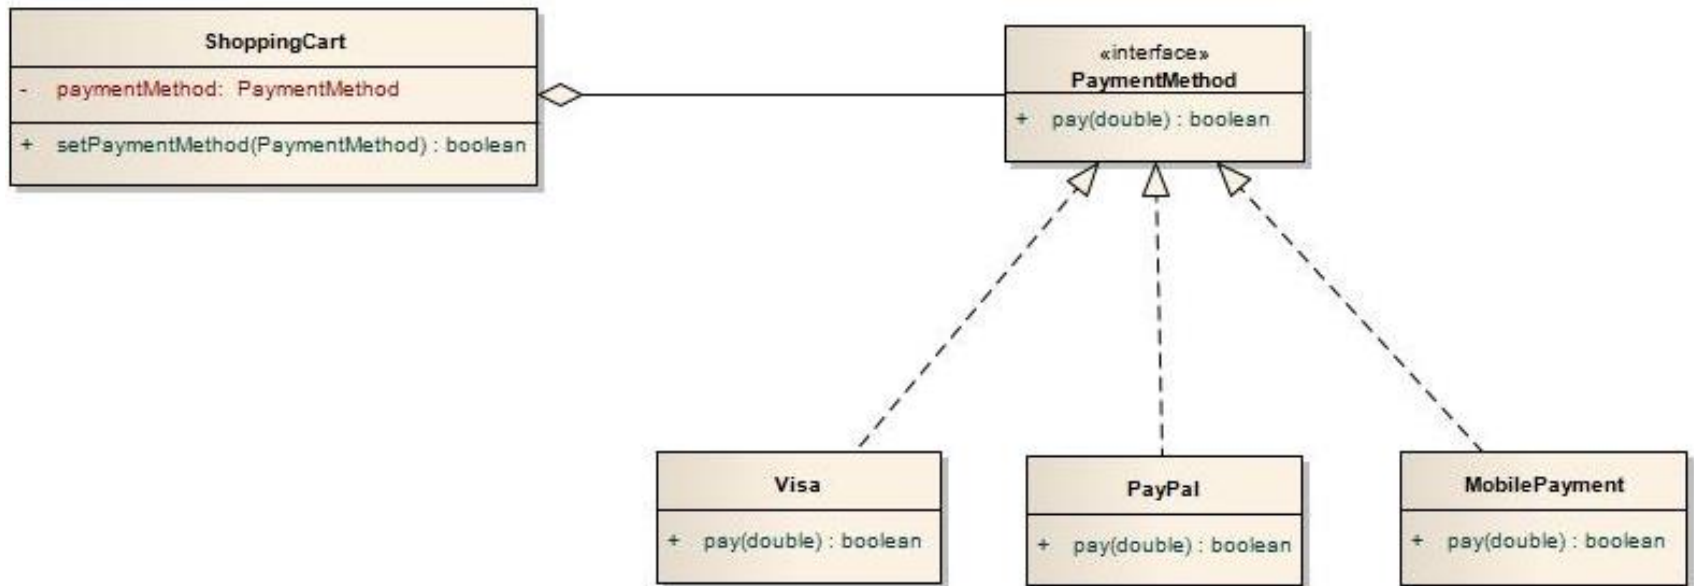 ShoppingCart
- paymentMethod: PaymentMethod
+ setPaymentMethod(PaymentMethod) : boolean
«interface»
PaymentMethod
+ pay(double) : boolean
Visa
+ pay(double) : boolean
PayPal
+ pay(double) : boolean
MobilePayment
+ pay(double) : boolean